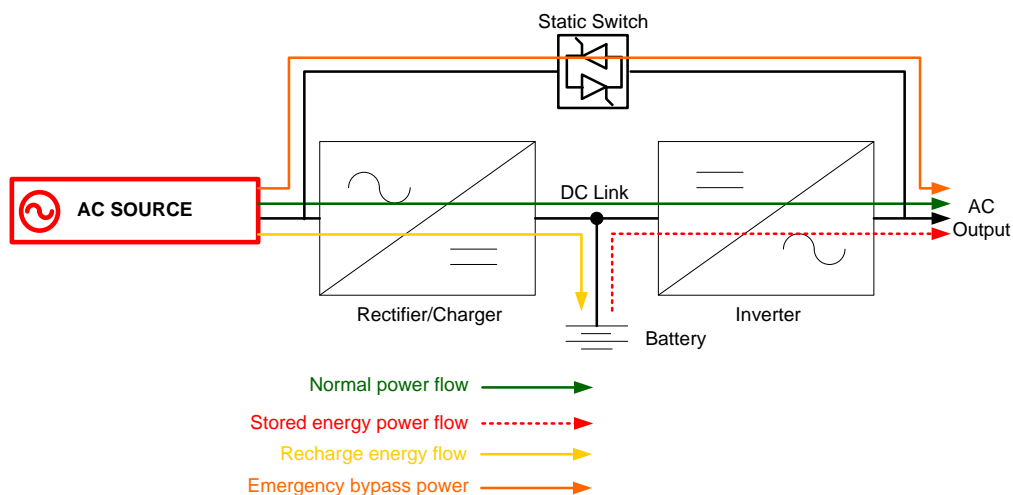 Static Switch
AC SOURCE
DC Link
AC
Output
Rectifier/Charger
Inverter
Battery
Normal power flow
Stored energy power flow
Recharge energy flow
Emergency bypass power